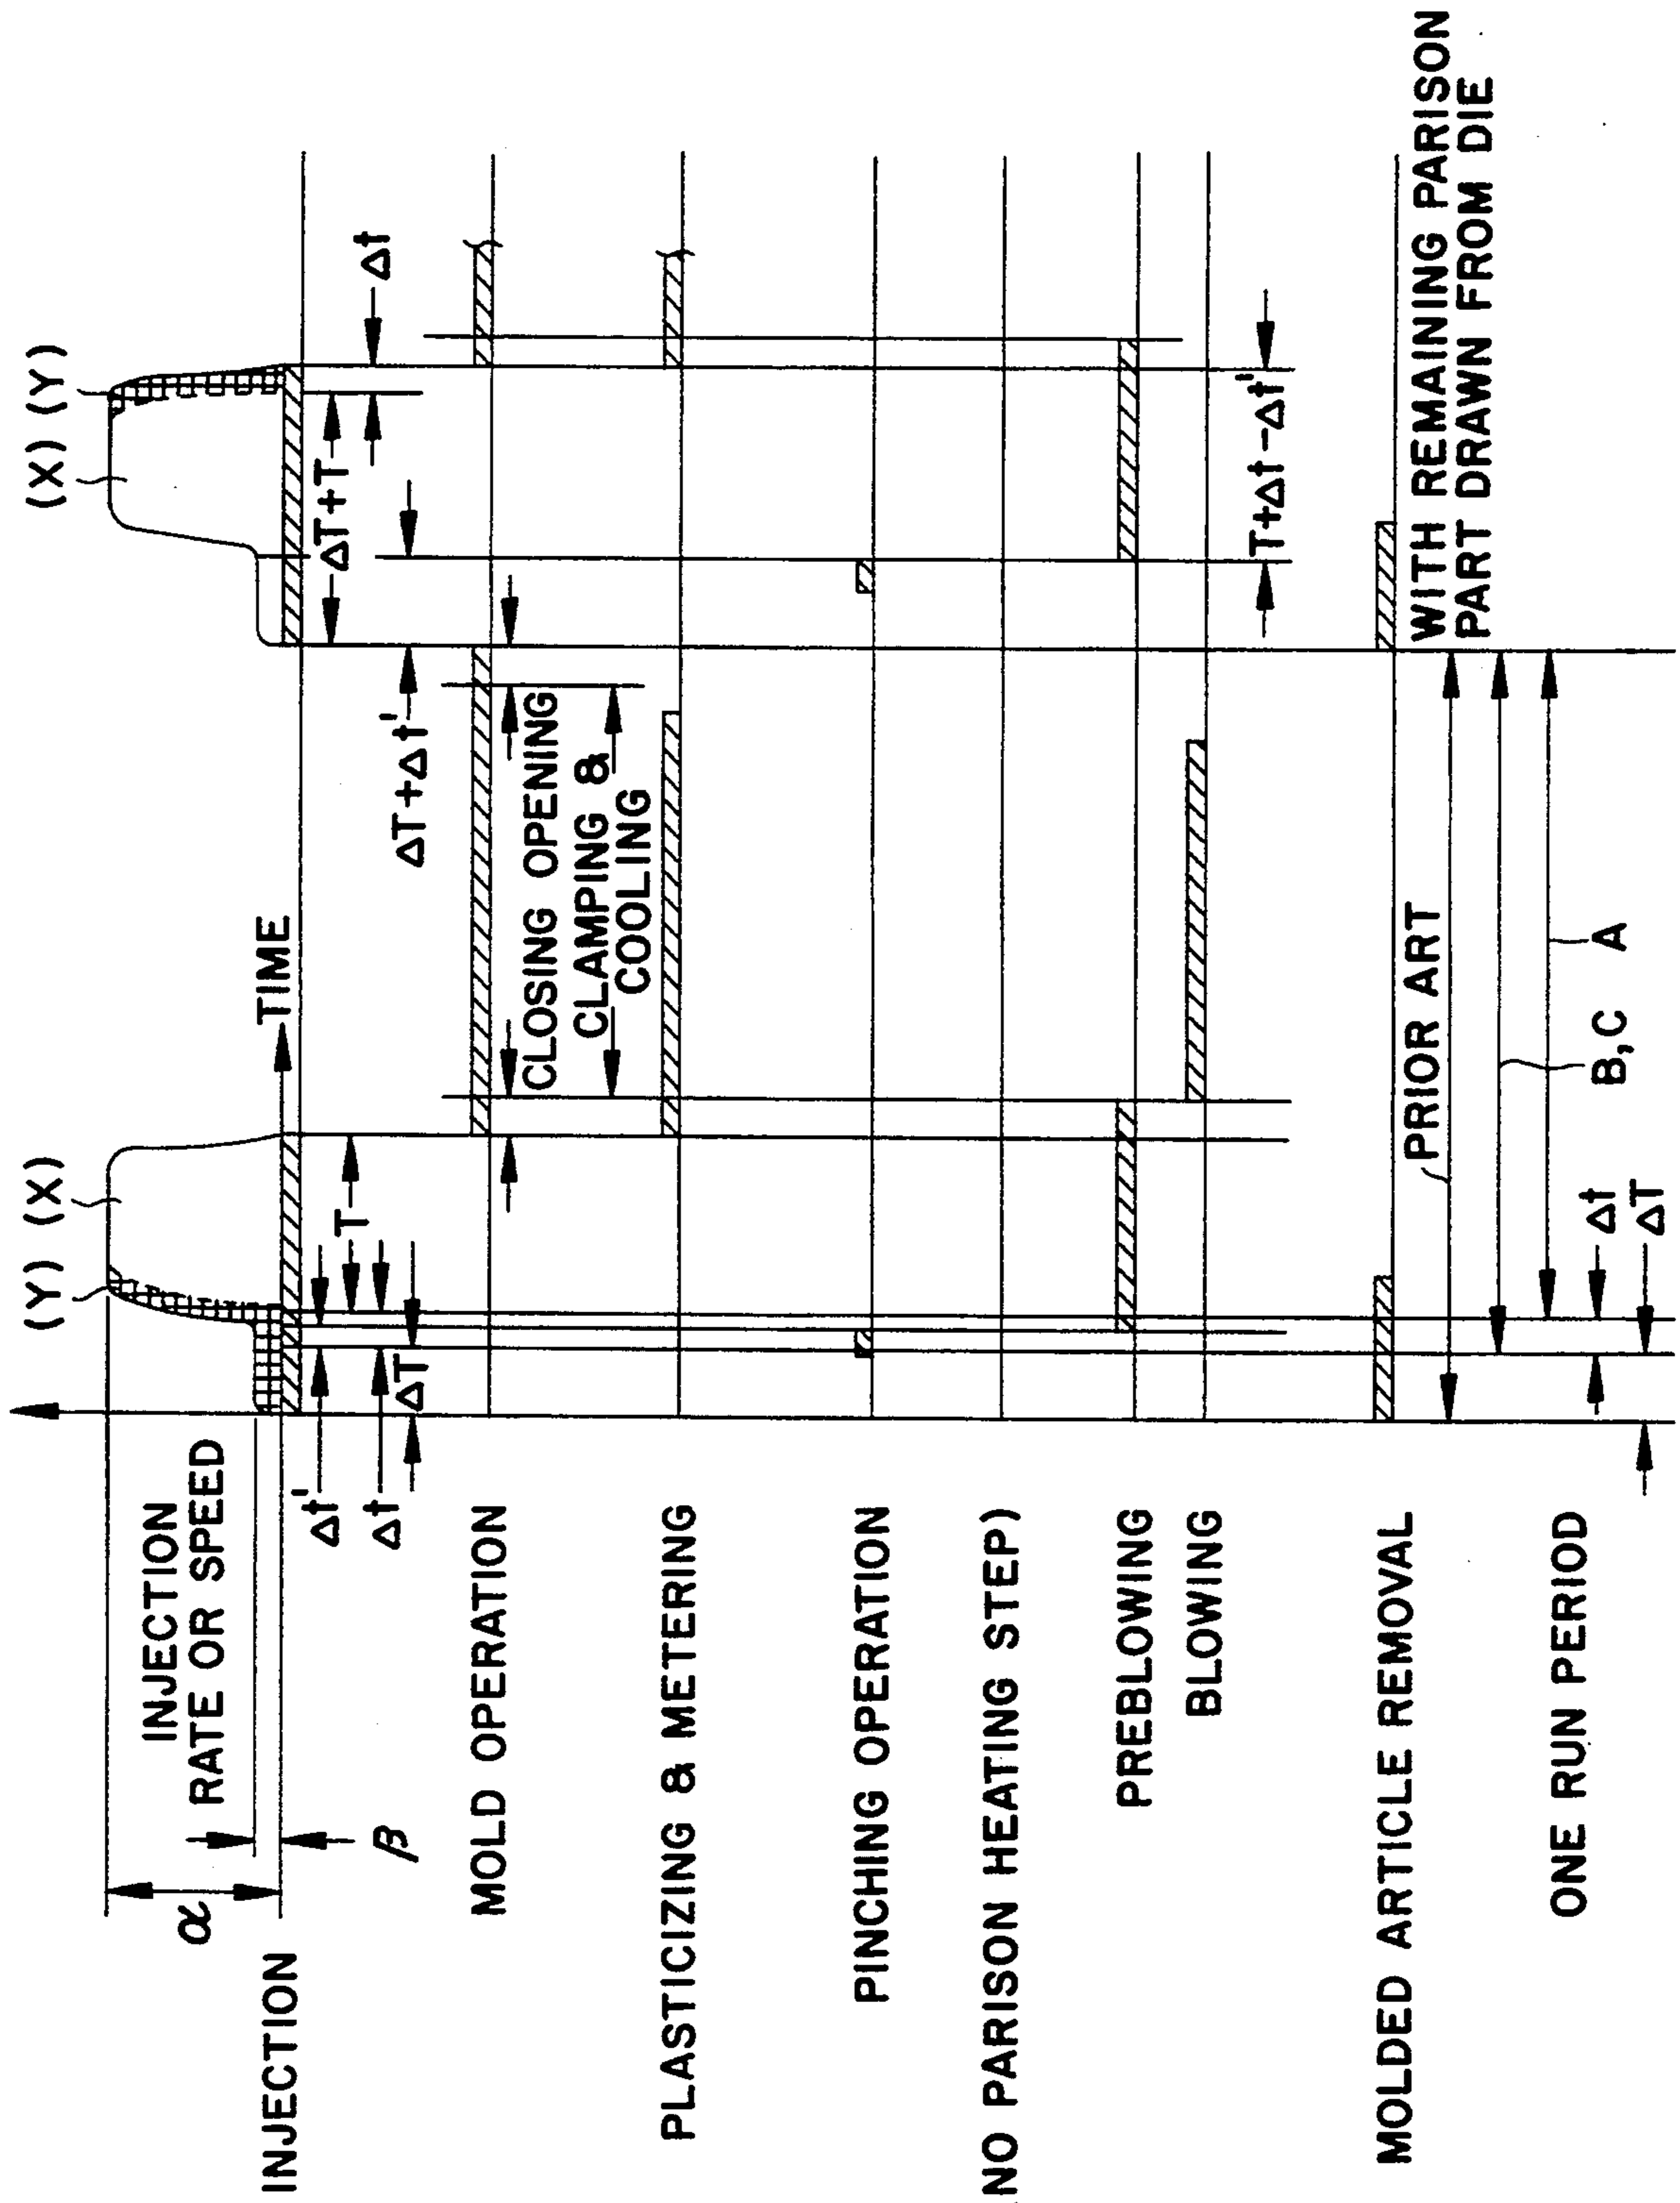 (Y) (X)
(X) (Y)
INJECTION
RATE OR SPEED
α
β
INJECTION
TIME
Δt'
Δt
T
ΔT
ΔT+T
Δt
ΔT+Δt'
MOLD OPERATION
CLOSING OPENING
CLAMPING &
COOLING
PLASTICIZING & METERING
PINCHING OPERATION
NO PARISON HEATING STEP)
PREBLOWING
BLOWING
T+Δt-Δt'
MOLDED ARTICLE REMOVAL
WITH REMAINING PARISON
PART DRAWN FROM DIE
PRIOR ART
ONE RUN PERIOD
B,C
A
Δt
ΔT